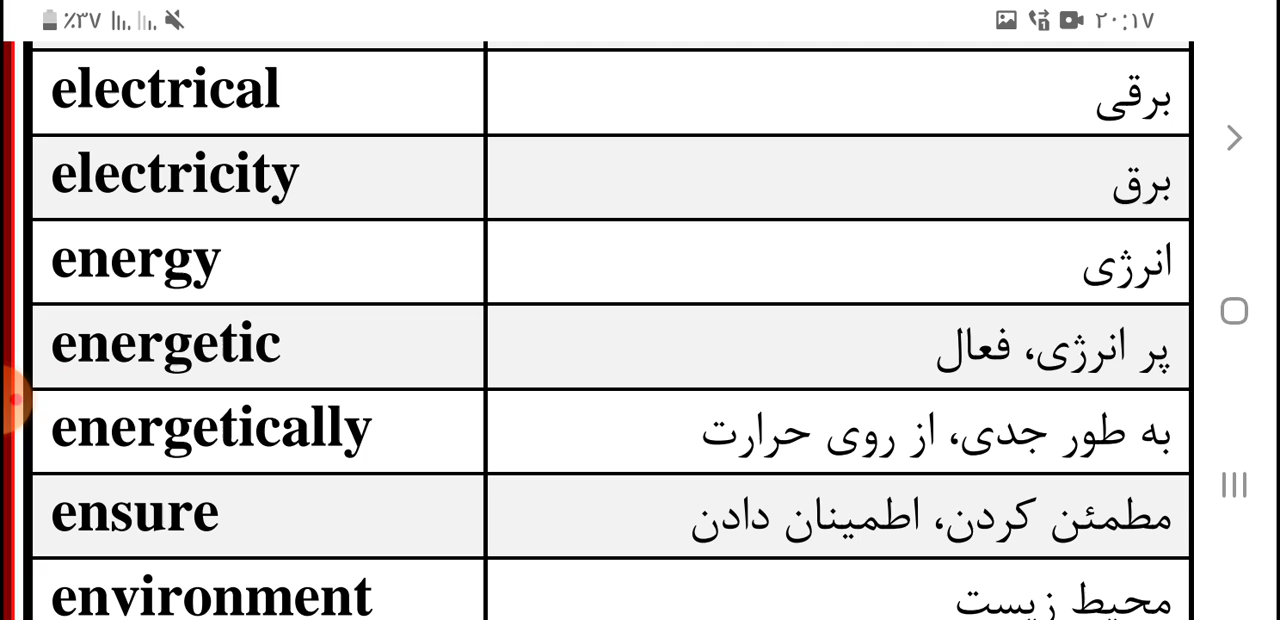 ٪۳۷ ۲۰:۱۷
electrical برقی
electricity برق
energy انرژی
energetic پر انرژی، فعال
energetically به طور جدی، از روی حرارت
ensure مطمئن کردن، اطمینان دادن
environment محیط زیست